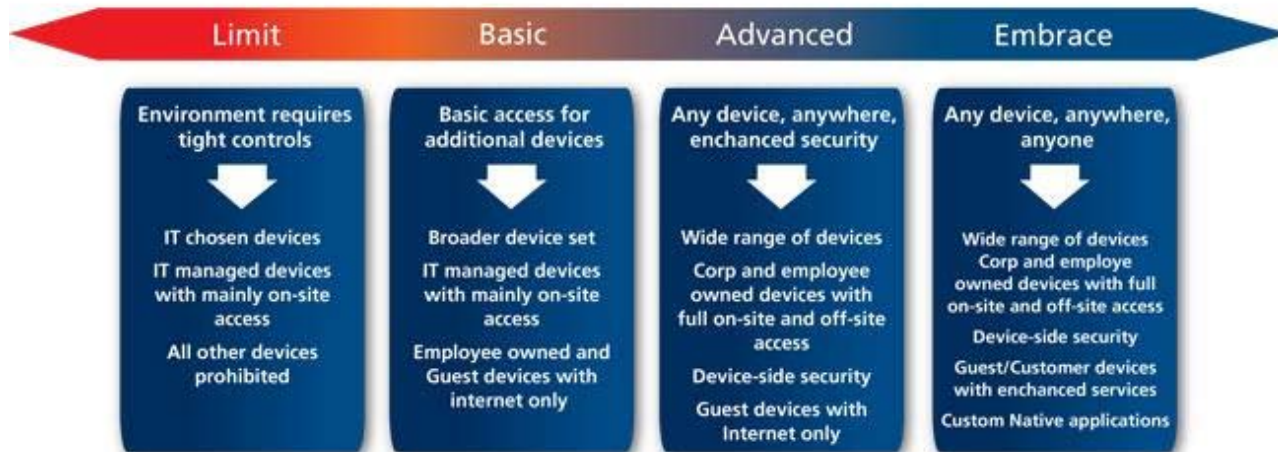 Limit
Basic
Advanced
Embrace
Environment requires
tight controls
IT chosen devices
IT managed devices
with mainly on-site
access
All other devices
prohibited
Basic access for
additional devices
Broader device set
IT managed devices
with mainly on-site
access
Employee owned and
Guest devices with
internet only
Any device, anywhere,
enchanced security
Wide range of devices
Corp and employee
owned devices with
full on-site and off-site
access
Device-side security
Guest devices with
Internet only
Any device, anywhere,
anyone
Wide range of devices
Corp and employe
owned devices with full
on-site and off-site access
Device-side security
Guest/Customer devices
with enchanced services
Custom Native applications